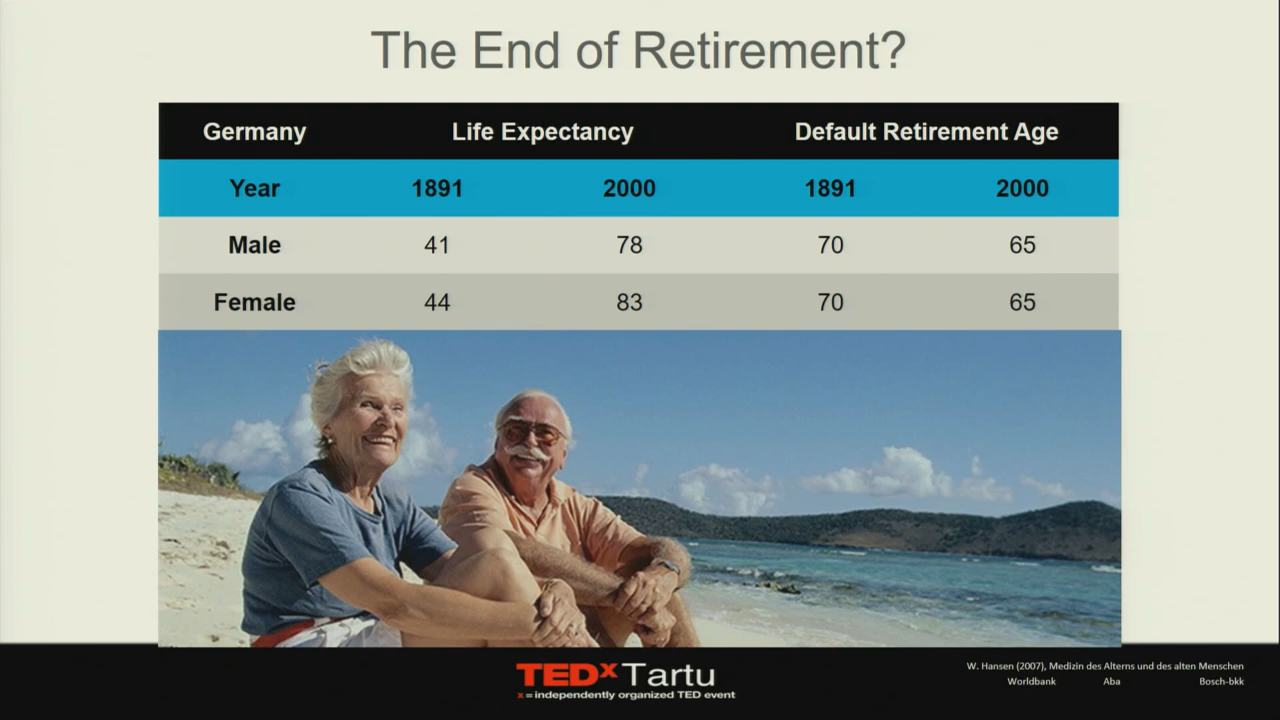 The End of Retirement?
Germany Life Expectancy Default Retirement Age
Year 1891 2000 1891 2000
Male 41 78 70 65
Female 44 83 70 65
TEDx Tartu
x = independently organized TED event
W. Hansen (2007), Medizin des Alterns und des alten Menschen
Worldbank Aba Bosch-bkk